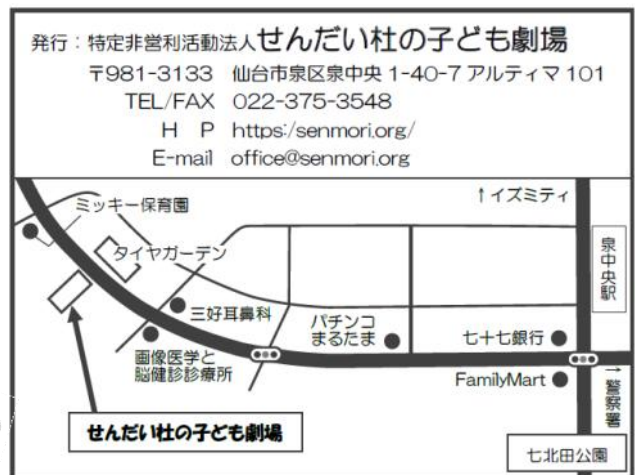 発行：特定非営利活動法人せんだい杜の子ども劇場
〒981-3133 仙台市泉区泉中央 1-40-7 アルティマ 101
TEL/FAX 022-375-3548
H P https:/senmori.org/
E-mail office@senmori.org
↑イズミティ
ミッキー保育園
タイヤガーデン
泉中央駅
三好耳鼻科
パチンコ
まるたま
七十七銀行
画像医学と
脳健診診療所
FamilyMart
→警察署
せんだい杜の子ども劇場
七北田公園